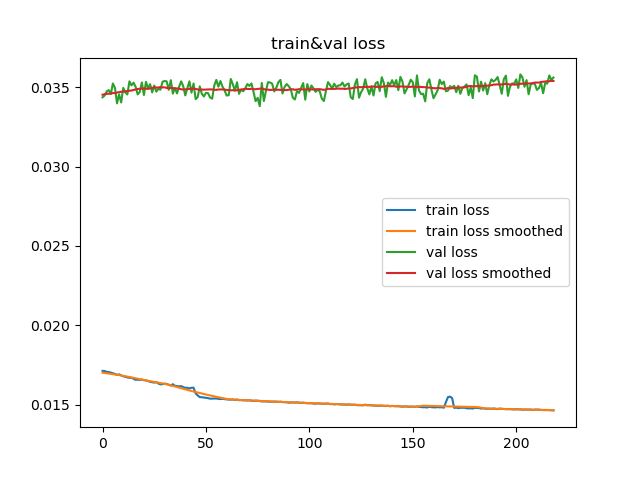 train&val loss
0.035
0.030
0.025
0.020
0.015
train loss
train loss smoothed
val loss
val loss smoothed
0
50
100
150
200